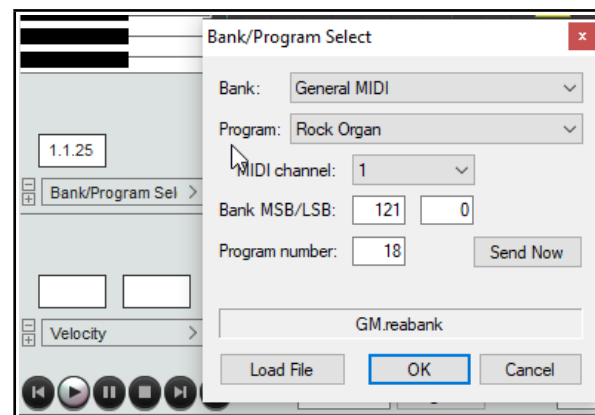 Bank/Program Select
x
Bank: General MIDI
Program: Rock Organ
1.1.25
MIDI channel: 1
Bank/Program Sel >
Bank MSB/LSB: 121 0
Program number: 18 Send Now
GM.reabank
Velocity >
Load File OK Cancel